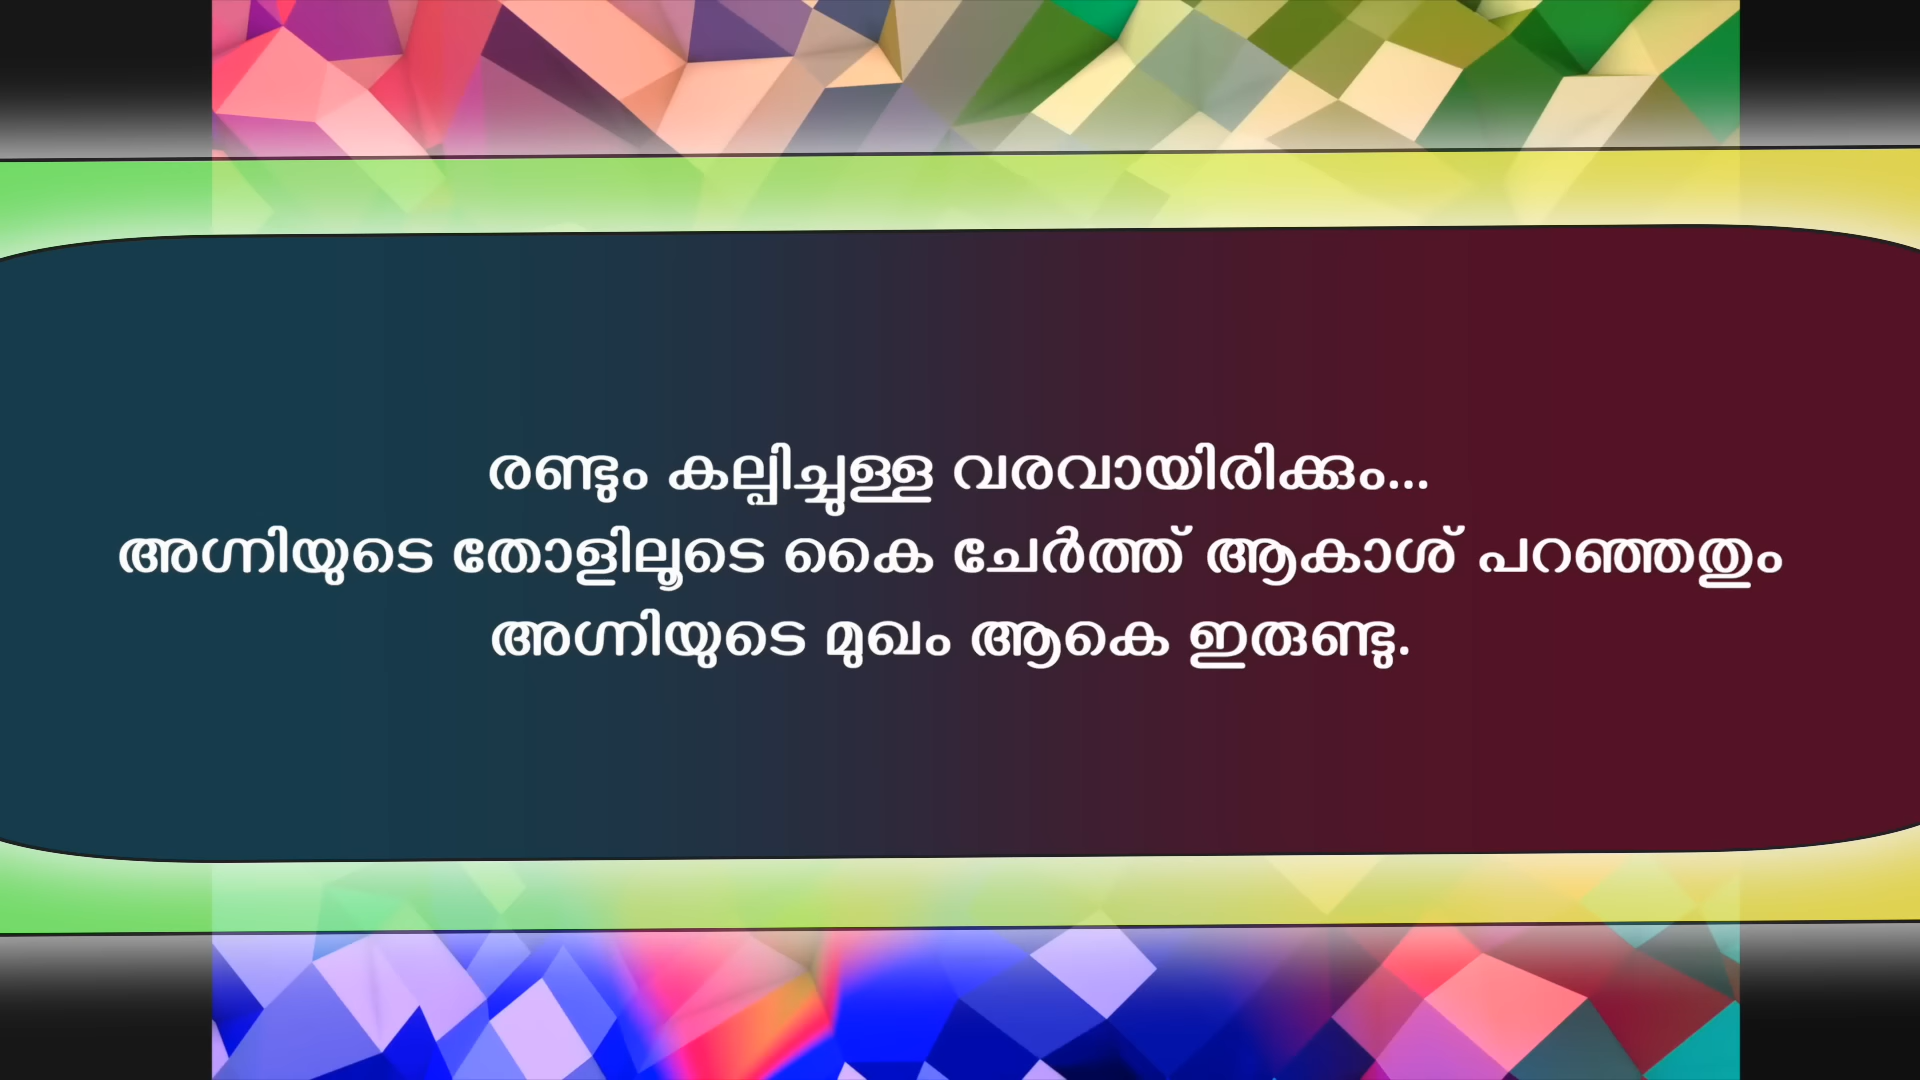 രണ്ടും കല്പിച്ചുള്ള വരവായിരിക്കും...
അഗ്നിയുടെ തോളിലൂടെ കൈ ചേർത്ത് ആകാശ് പറഞ്ഞതും
അഗ്നിയുടെ മുഖം ആകെ ഇരുണ്ടു.